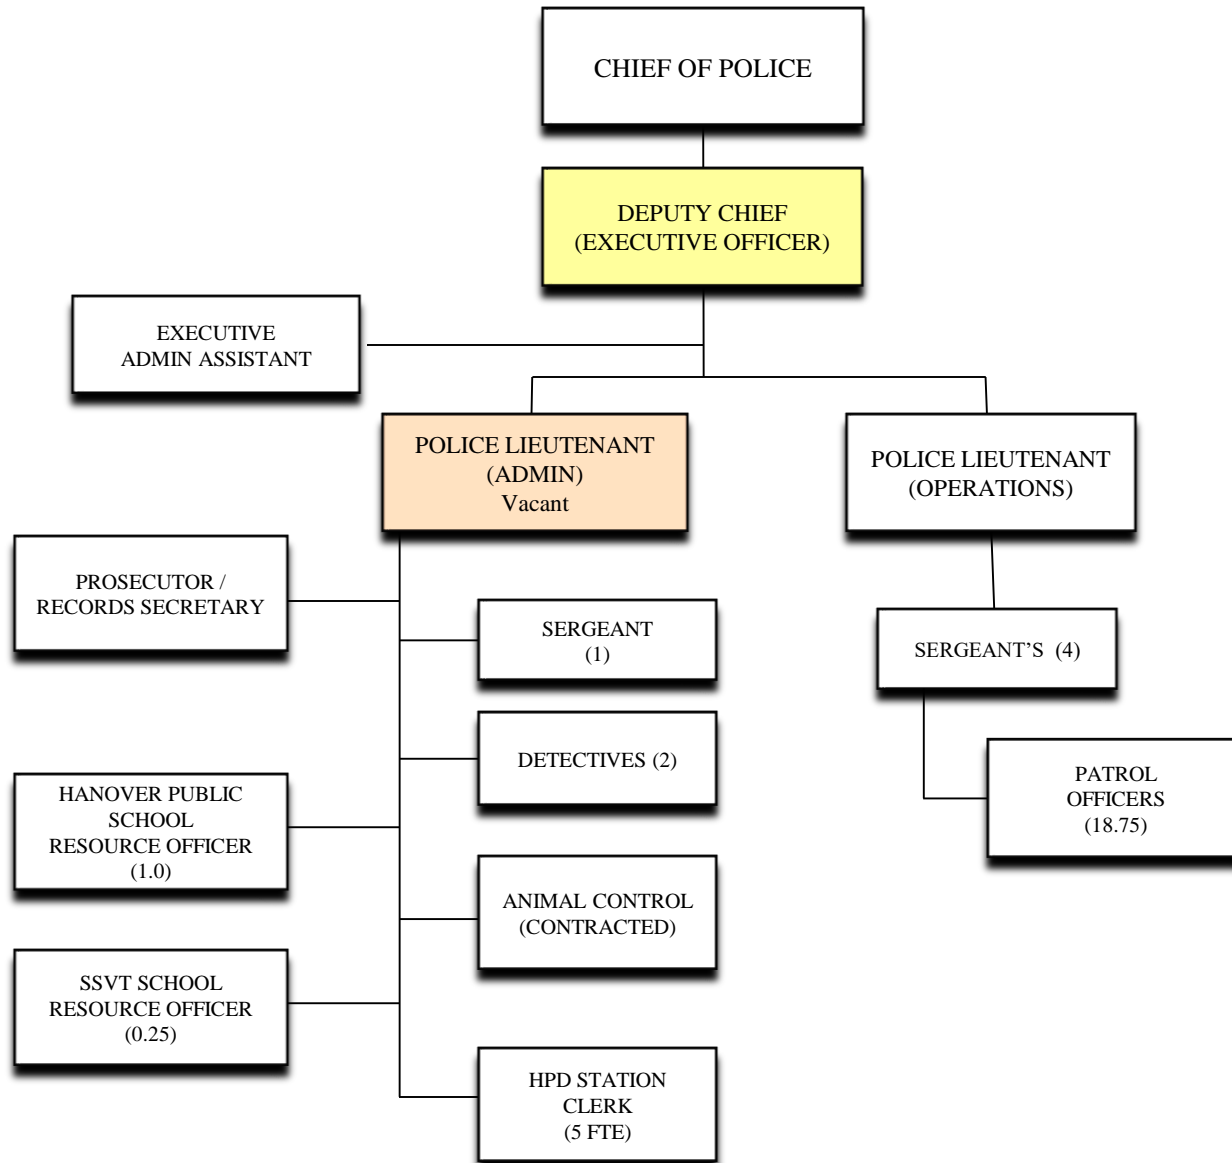 CHIEF OF POLICE
DEPUTY CHIEF
(EXECUTIVE OFFICER)
EXECUTIVE
ADMIN ASSISTANT
POLICE LIEUTENANT
(ADMIN)
Vacant
POLICE LIEUTENANT
(OPERATIONS)
PROSECUTOR /
RECORDS SECRETARY
SERGEANT
(1)
SERGEANT’S (4)
DETECTIVES (2)
PATROL
OFFICERS
(18.75)
HANOVER PUBLIC
SCHOOL
RESOURCE OFFICER
(1.0)
ANIMAL CONTROL
(CONTRACTED)
SSVT SCHOOL
RESOURCE OFFICER
(0.25)
HPD STATION
CLERK
(5 FTE)